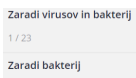 Zaradi virusov in bakterij
1 / 23
Zaradi bakterij